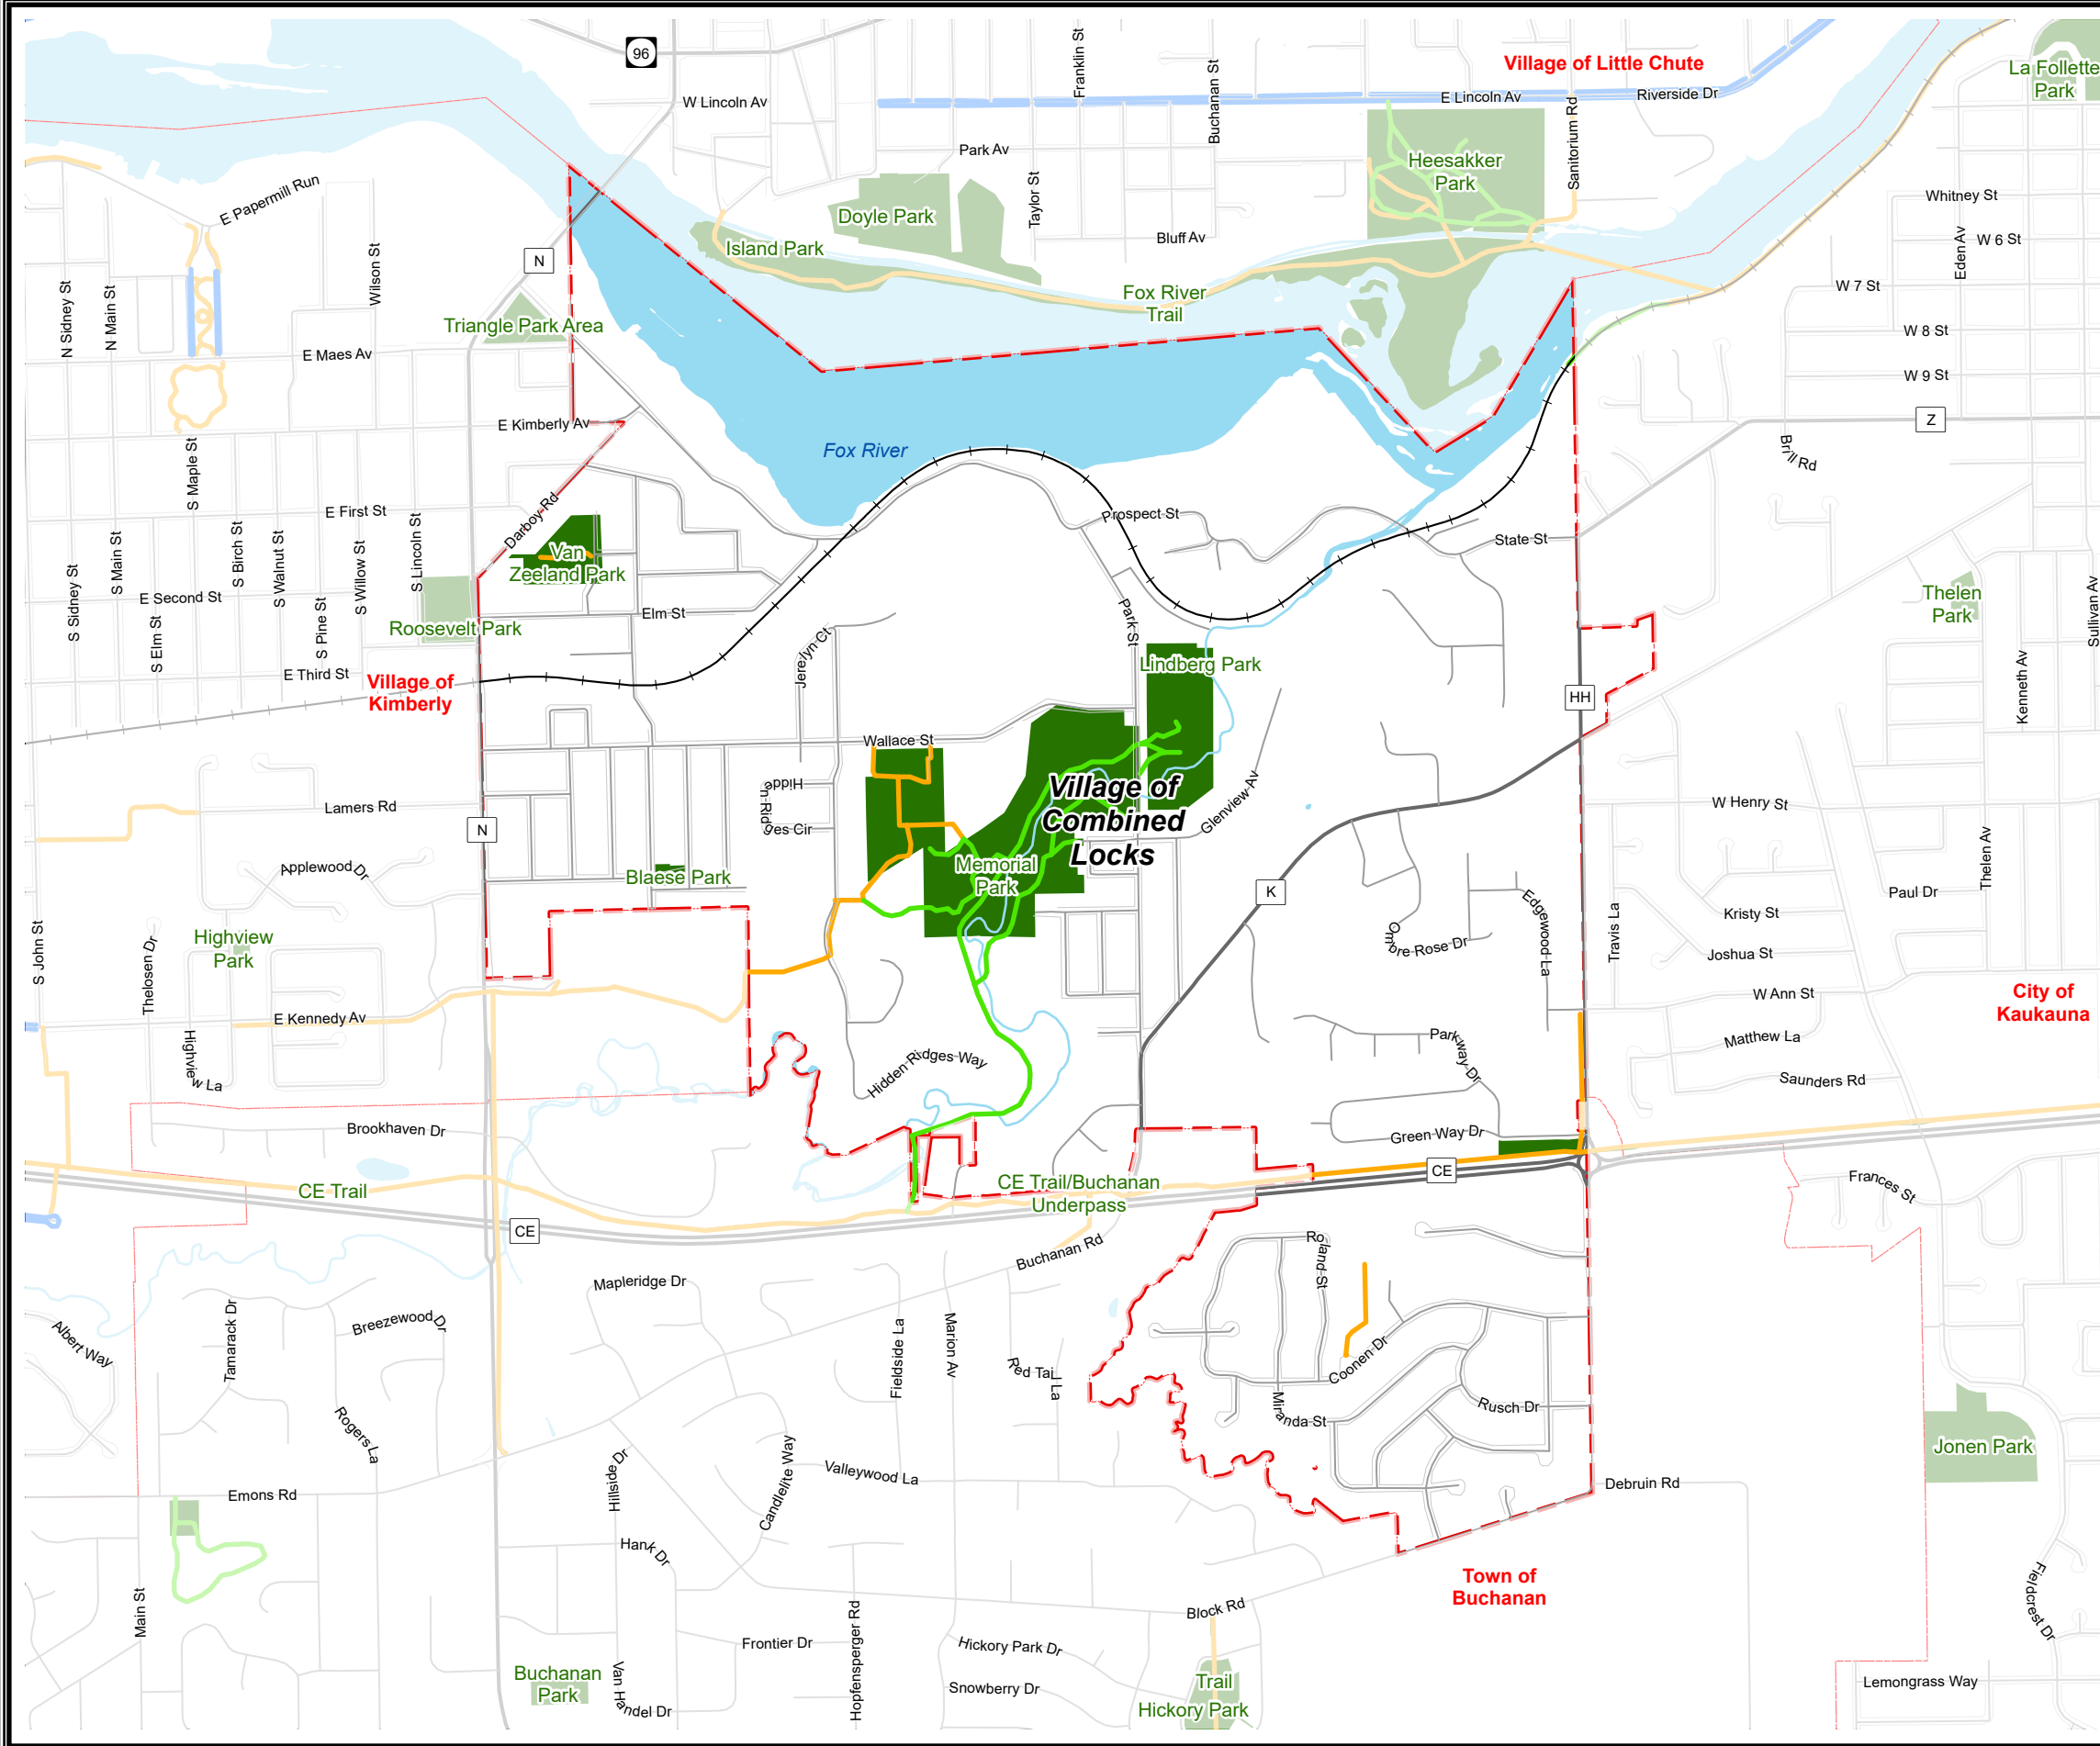 96
Village of Little Chute
La Follette
Park
W Lincoln Av
Franklin St
Buchanan St
E Lincoln Av
Riverside Dr
Sanitorium Rd
Park Av
Heesakker
Park
E Papermill Run
Taylor St
Doyle Park
Whitney St
Island Park
Bluff Av
Eden Av
W 6 St
N
Wilson St
N Sidney St
N Main St
Fox River
Trail
W 7 St
Triangle Park Area
W 8 St
E Maes Av
W 9 St
E Kimberly Av
Z
Fox River
Brill Rd
S Maple St
E First St
Darboy Rd
Prospect St
State St
S Sidney St
S Main St
S Birch St
S Walnut St
S Willow St
S Lincoln St
Van
Zeeland Park
E Second St
S Elm St
S Pine St
Elm St
Park St
Thelen
Park
Sullivan Av
Roosevelt Park
Jerelyn Ct
Lindberg Park
E Third St
Village of
Kimberly
HH
Kenneth Av
Wallace St
Hidden Ridges Cir
Village of
Combined
Locks
Glenview Av
Lamers Rd
W Henry St
N
Applewood Dr
Blaese Park
Memorial
Park
K
Thelen Av
Paul Dr
Edgewood La
Travis La
Kristy St
Ombre Rose Dr
Joshua St
Highview
Park
S John St
Thelosen Dr
W Ann St
City of
Kaukauna
E Kennedy Av
Highview La
Hidden Ridges Way
Parkway Dr
Matthew La
Saunders Rd
Brookhaven Dr
Green Way Dr
CE
CE Trail
CE Trail/Buchanan
Underpass
Frances St
CE
Buchanan Rd
Roland St
Mapleridge Dr
Albert Way
Tamarack Dr
Breezewood Dr
Fieldside La
Marion Av
Red Tail La
Coonen Dr
Miranda St
Rusch Dr
Rogers La
Jonen Park
Hillside Dr
Candlelite Way
Valleywood La
Debruin Rd
Emons Rd
Hank Dr
Town of
Buchanan
Main St
Block Rd
Fieldcrest Dr
Frontier Dr
Hopfensperger Rd
Hickory Park Dr
Buchanan
Park
Van Handel Dr
Snowberry Dr
Trail
Hickory Park
Lemongrass Way